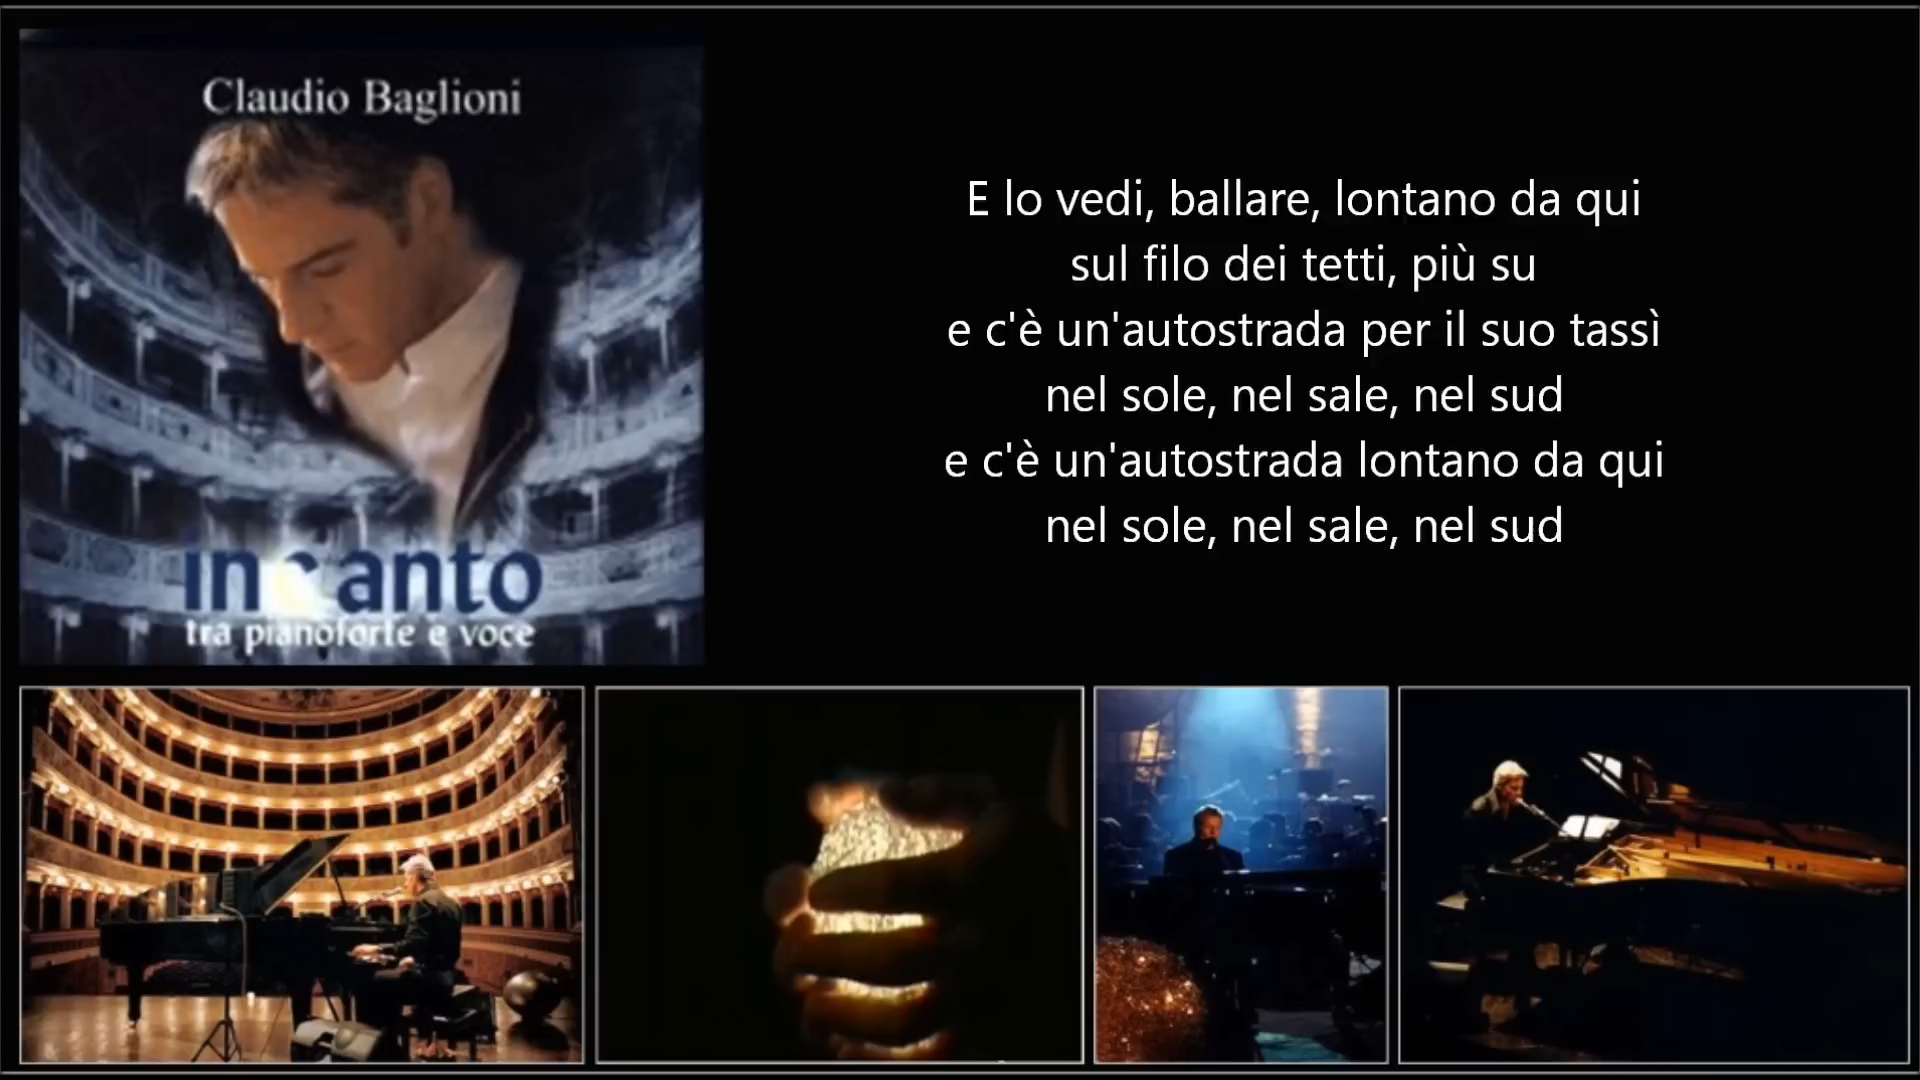 Claudio Baglioni
incanto
tra pianoforte e voce
E lo vedi, ballare, lontano da qui
sul filo dei tetti, più su
e c'è un'autostrada per il suo tassì
nel sole, nel sale, nel sud
e c'è un'autostrada lontano da qui
nel sole, nel sale, nel sud